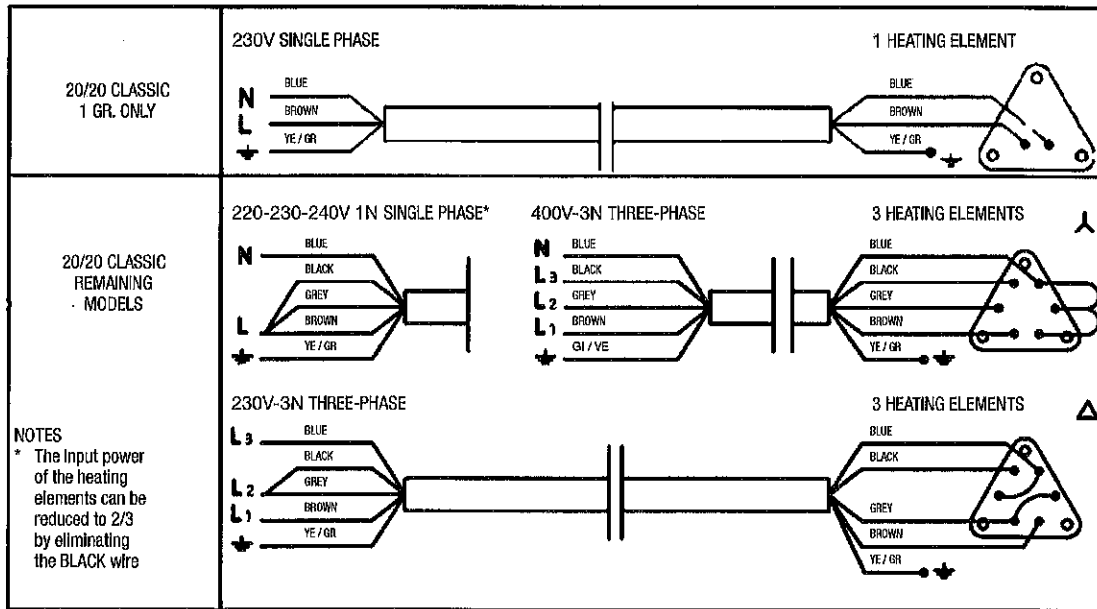 20/20 CLASSIC
1 GR. ONLY
230V SINGLE PHASE
1 HEATING ELEMENT
N
BLUE
L
BROWN
YE / GR
BLUE
BROWN
YE / GR
20/20 CLASSIC
REMAINING
MODELS
220-230-240V 1N SINGLE PHASE*
N
BLUE
BLACK
GREY
L
BROWN
YE / GR
400V-3N THREE-PHASE
N
BLUE
L3
BLACK
L2
GREY
L1
BROWN
GI / VE
3 HEATING ELEMENTS
BLUE
BLACK
GREY
BROWN
YE / GR
230V-3N THREE-PHASE
L3
BLUE
BLACK
L2
GREY
L1
BROWN
YE / GR
3 HEATING ELEMENTS
BLUE
BLACK
GREY
BROWN
YE / GR
NOTES
* The input power
of the heating
elements can be
reduced to 2/3
by eliminating
the BLACK wire